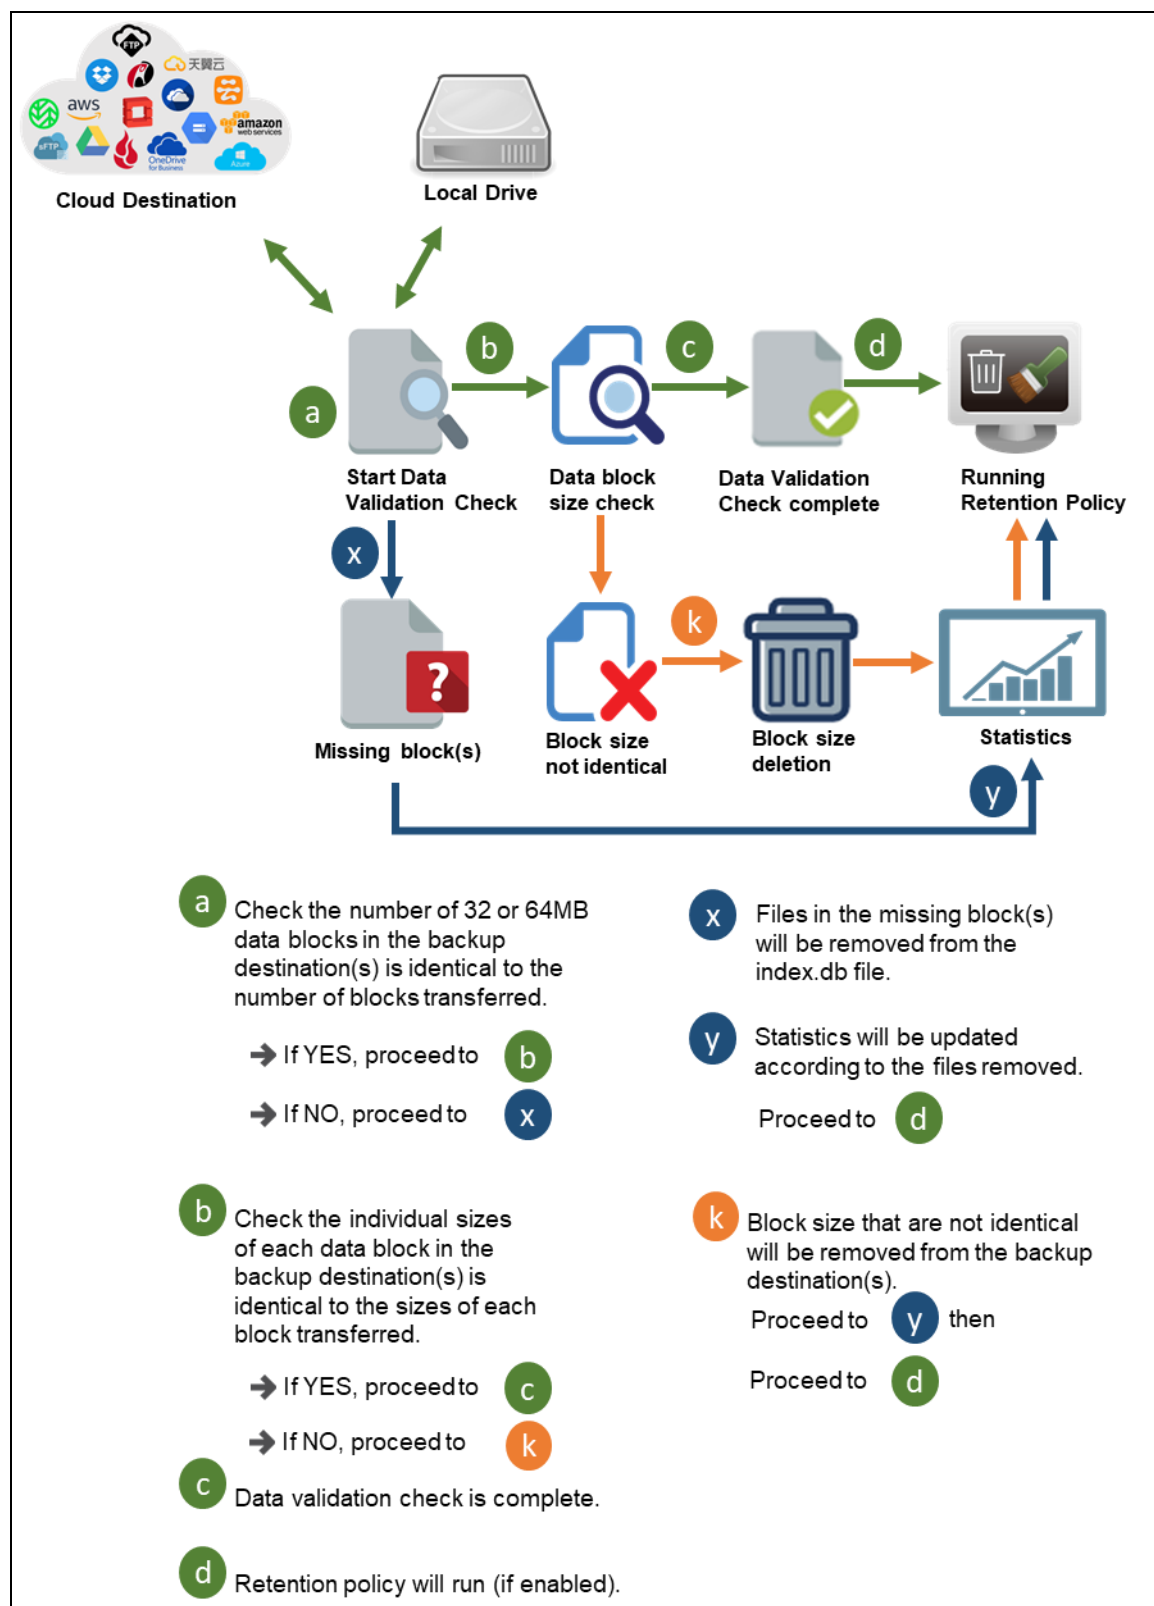 FTP
天翼云
aws
amazon
web services
sFTP
OneDrive
for Business
Azure
Cloud Destination
Local Drive
b
c
d
a
Start Data
Validation Check
Data block
size check
Data Validation
Check complete
Running
Retention Policy
x
k
?
Missing block(s)
Block size
not identical
Block size
deletion
Statistics
y
a
Check the number of 32 or 64MB
data blocks in the backup
destination(s) is identical to the
number of blocks transferred.
➔ If YES, proceed to b
➔ If NO, proceed to x
b
Check the individual sizes
of each data block in the
backup destination(s) is
identical to the sizes of each
block transferred.
➔ If YES, proceed to c
➔ If NO, proceed to k
c
Data validation check is complete.
d
Retention policy will run (if enabled).
x
Files in the missing block(s)
will be removed from the
index.db file.
y
Statistics will be updated
according to the files removed.
Proceed to d
k
Block size that are not identical
will be removed from the backup
destination(s).
Proceed to y then
Proceed to d